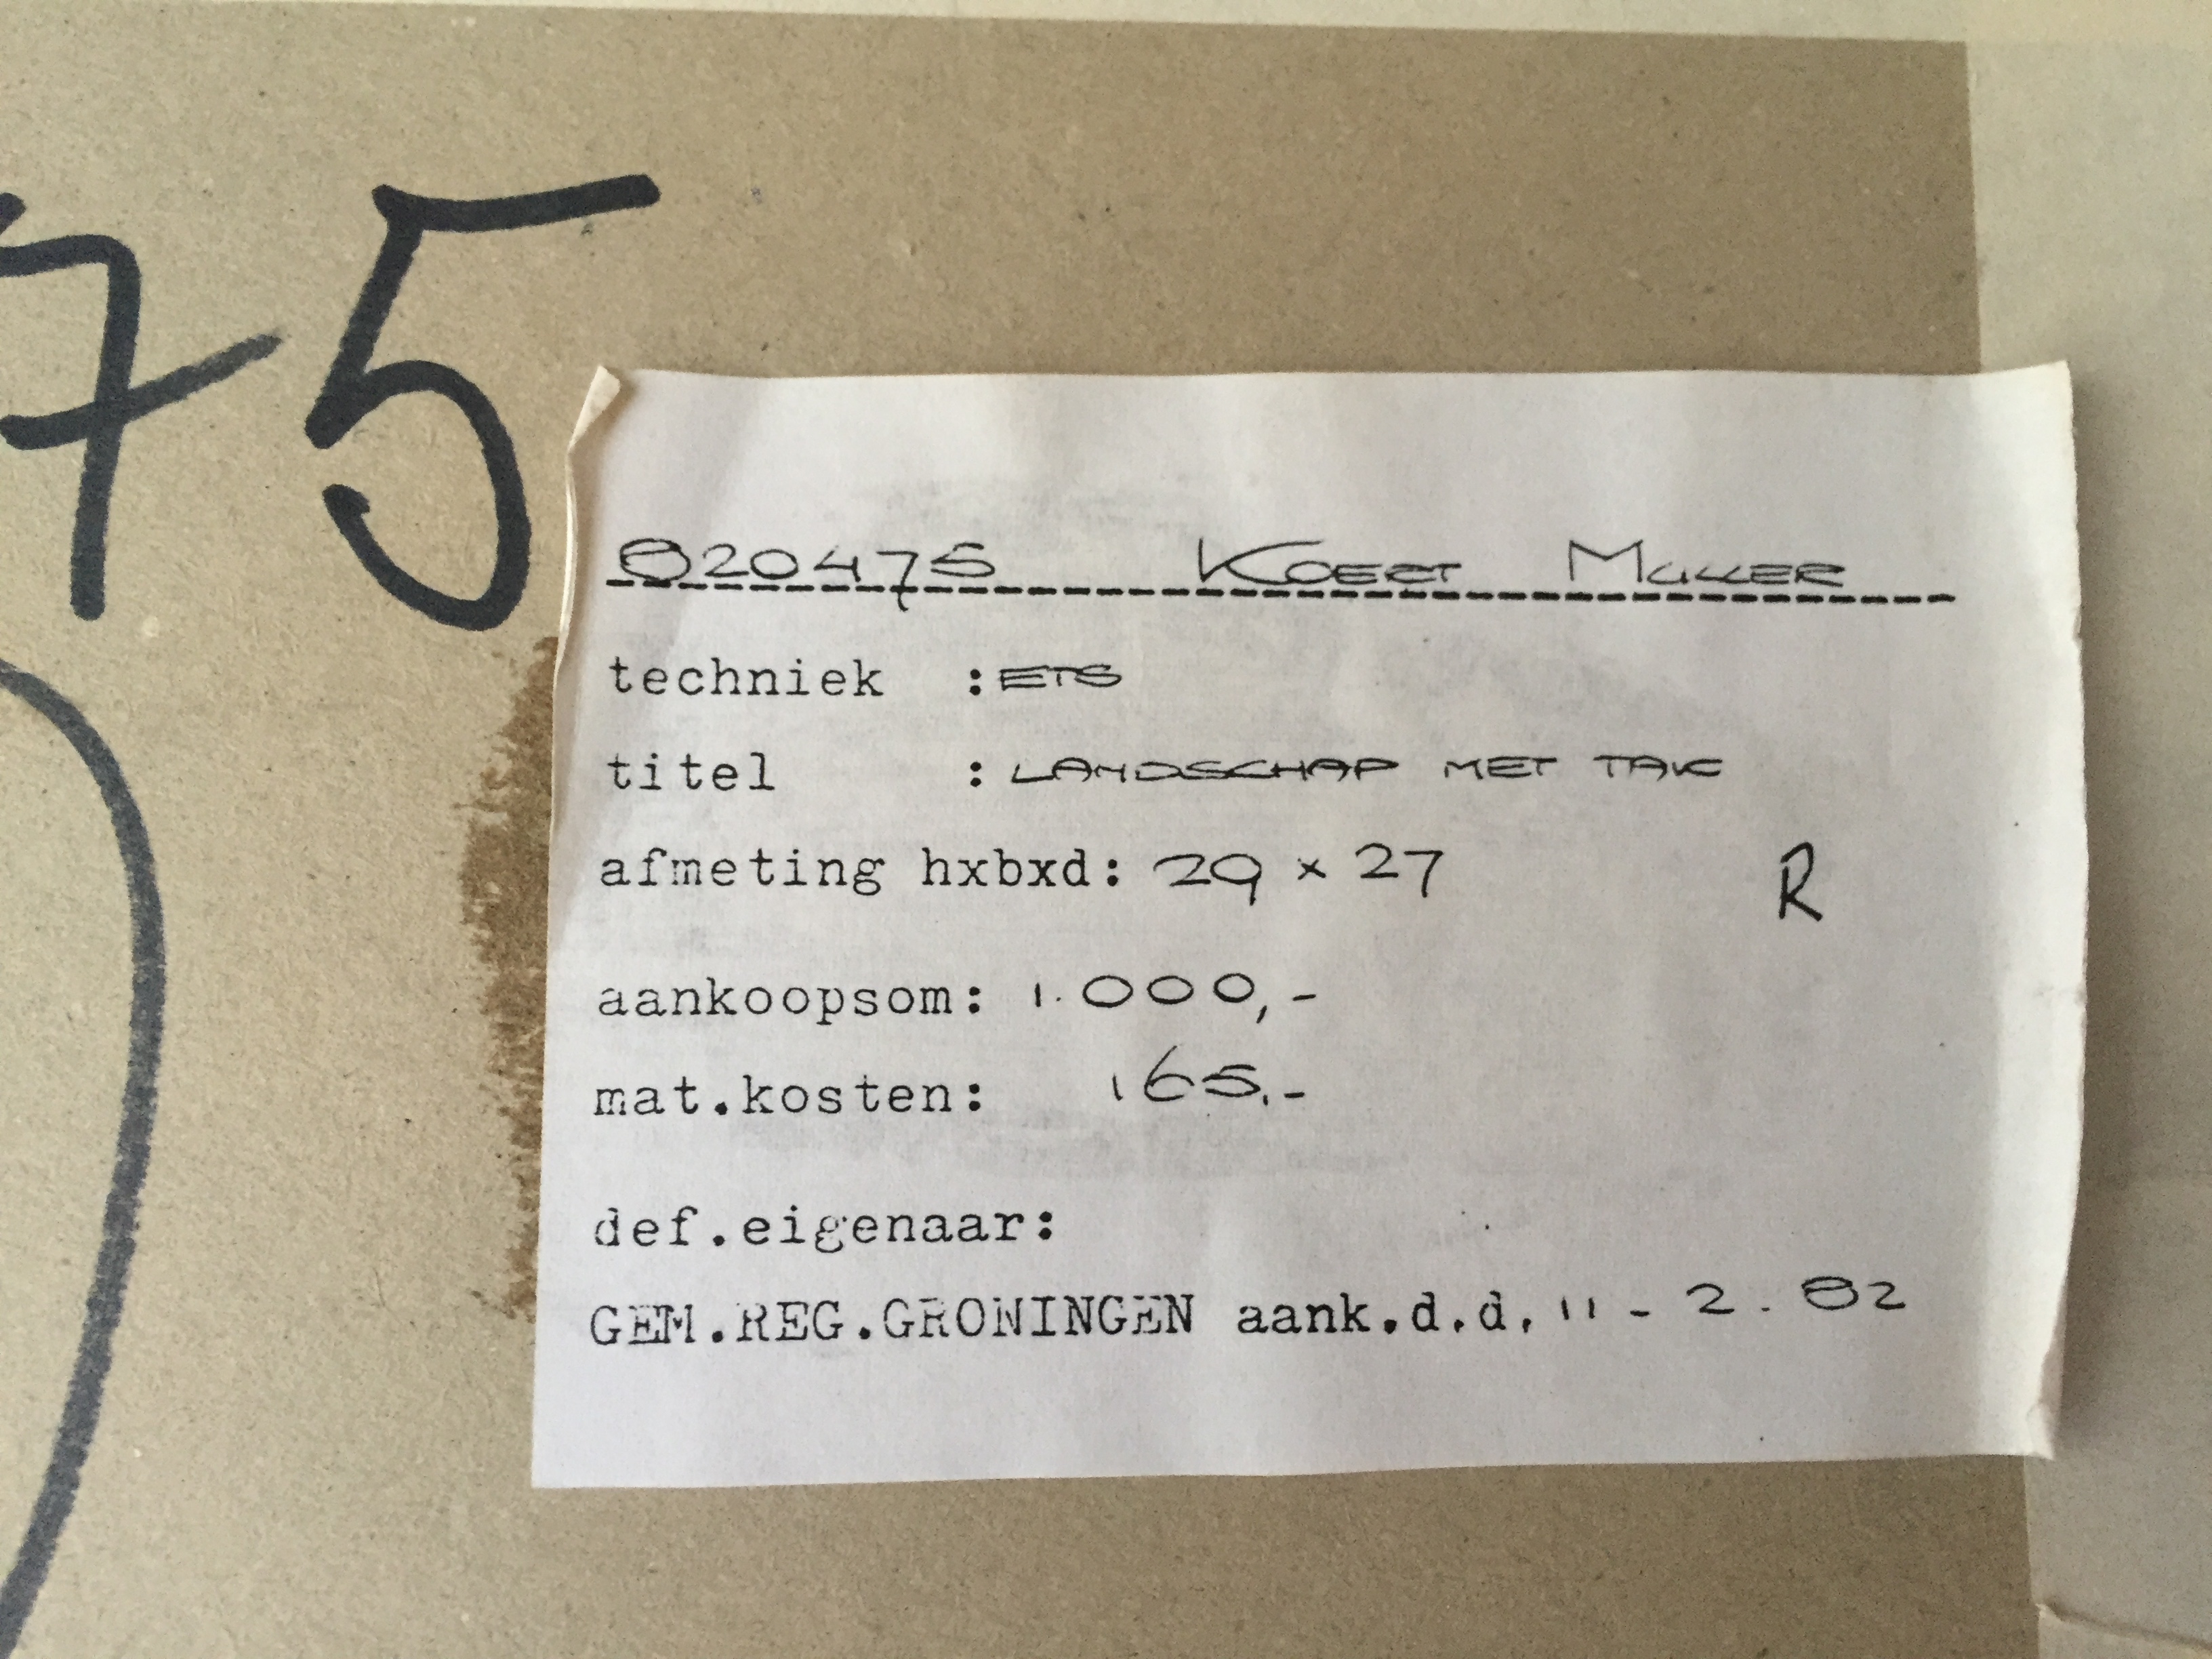 75
820475 Koert Muller
techniek : ETS
titel : LANDSCHAP MET TAK
afmeting hxbxd: 29 x 27
R
aankoopsom: 1.000,-
mat.kosten: 165,-
def.eigenaar:
GEM.REG.GRONINGEN aank.d.d. 11-2.82